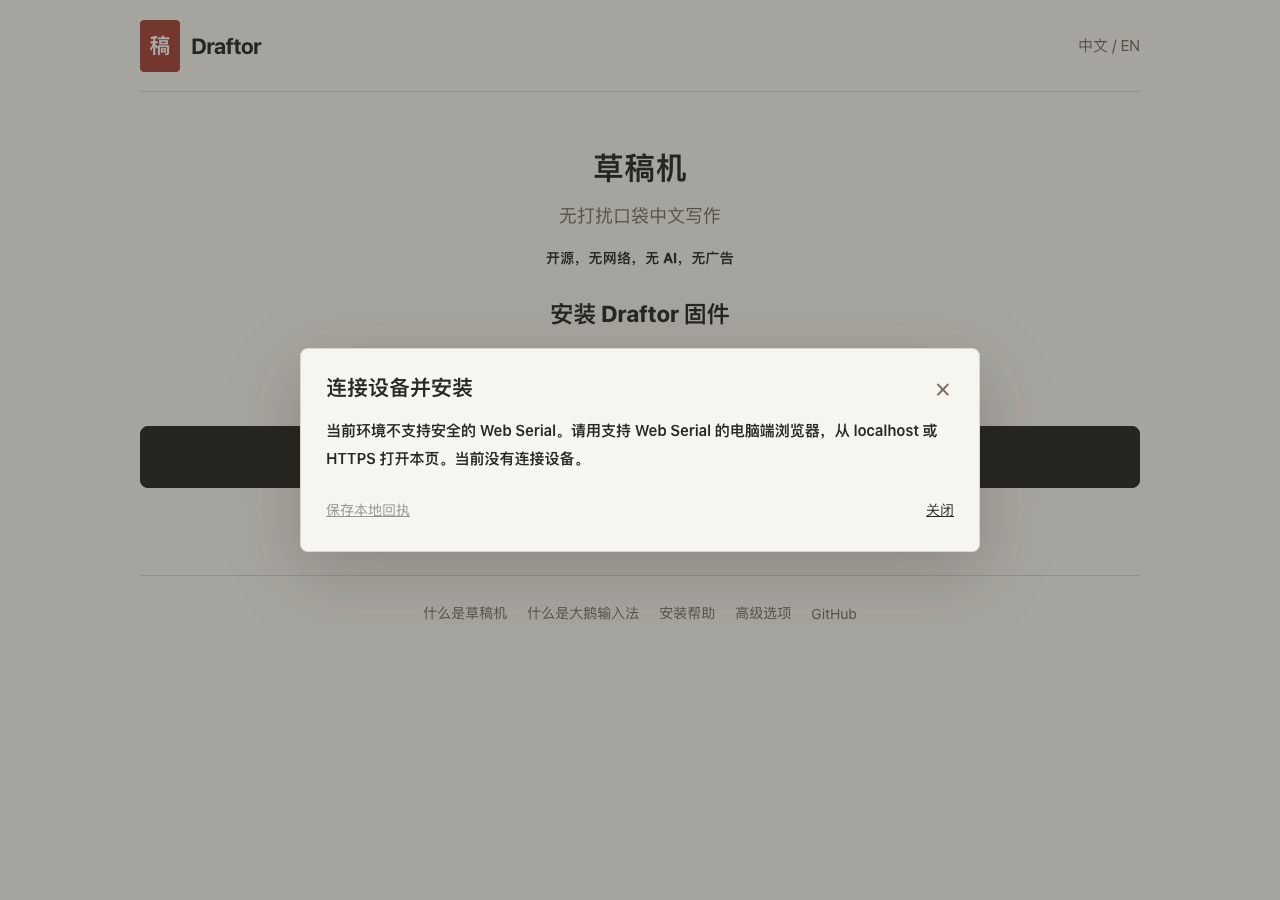 稿
Draftor
中文 / EN
草稿机
无打扰口袋中文写作
开源，无网络，无 AI，无广告
安装 Draftor 固件
连接设备并安装
×
当前环境不支持安全的 Web Serial。请用支持 Web Serial 的电脑端浏览器，从 localhost 或
HTTPS 打开本页。当前没有连接设备。
保存本地回执
关闭
什么是草稿机 什么是大鹅输入法 安装帮助 高级选项 GitHub